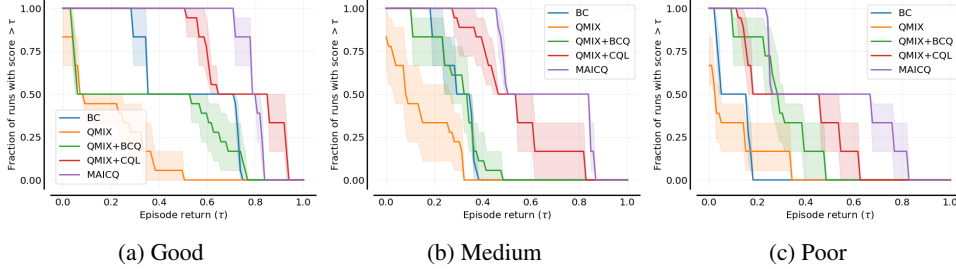 Fraction of runs with score > τ
1.00
0.75
0.50
0.25
0.00
BC
QMIX
QMIX+BCQ
QMIX+CQL
MAICQ
0.0 0.2 0.4 0.6 0.8 1.0
Episode return (τ)
(a) Good
Fraction of runs with score > τ
1.00
0.75
0.50
0.25
0.00
BC
QMIX
QMIX+BCQ
QMIX+CQL
MAICQ
0.0 0.2 0.4 0.6 0.8 1.0
Episode return (τ)
(b) Medium
Fraction of runs with score > τ
1.00
0.75
0.50
0.25
0.00
BC
QMIX
QMIX+BCQ
QMIX+CQL
MAICQ
0.0 0.2 0.4 0.6 0.8 1.0
Episode return (τ)
(c) Poor